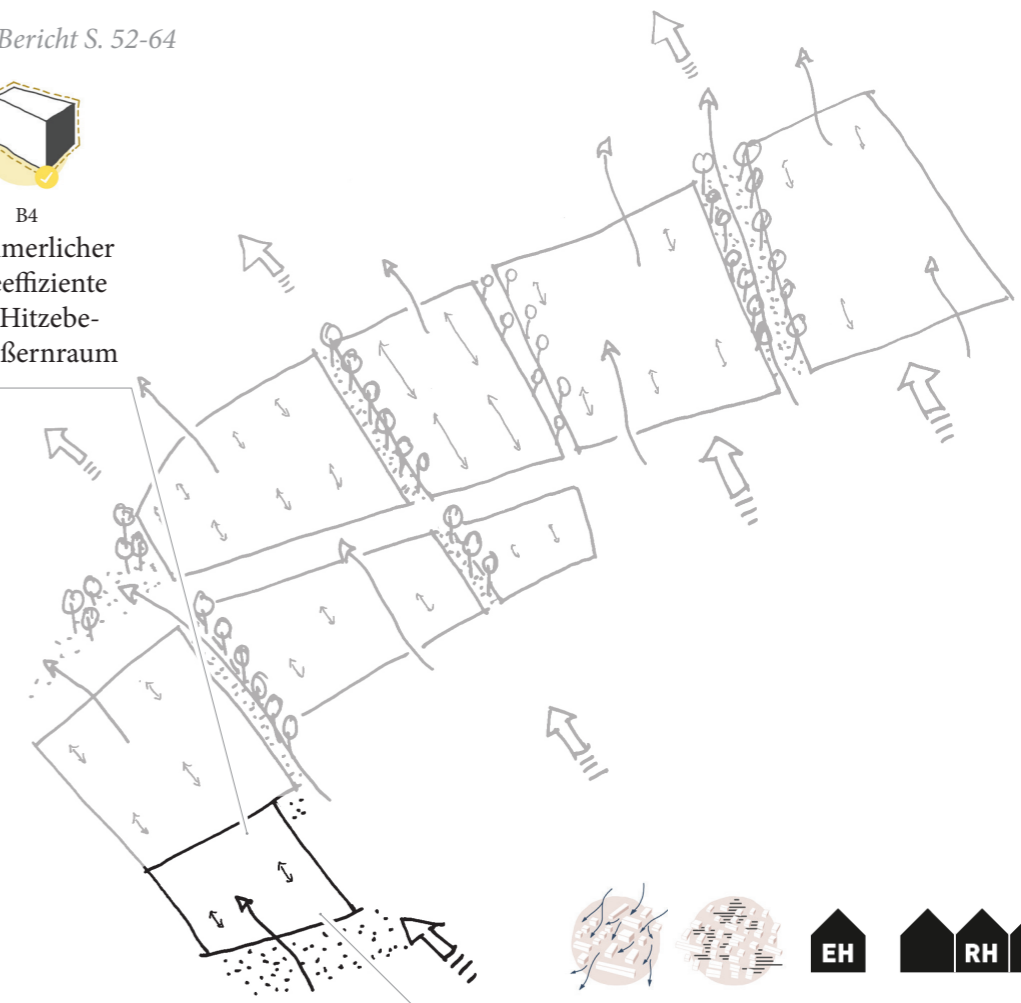 Bericht S. 52-64
B4
merlicher
effiziente
Hitzebe-
ßernraum
EH
RH